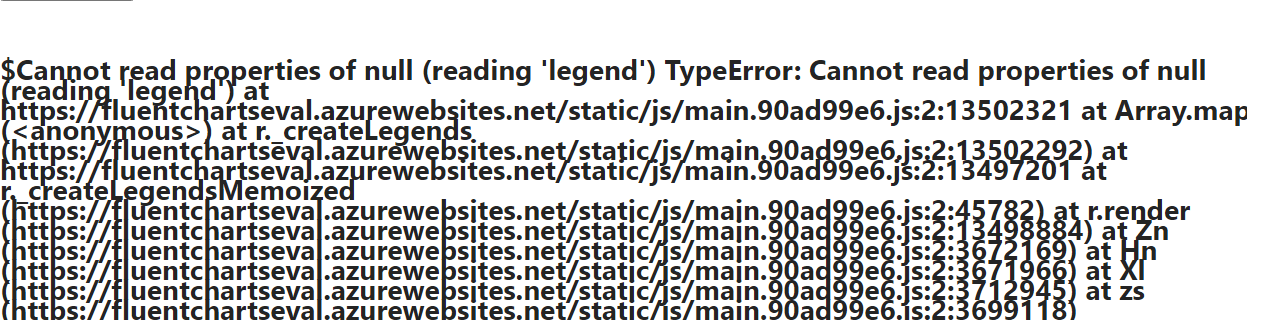 $Cannot read properties of null (reading 'legend') TypeError: Cannot read properties of null
(reading 'legend') at
https://fluentchartseval.azurewebsites.net/static/js/main.90ad99e6.js:2:13502321 at Array.map
(<anonymous>) at r._createLegends
(https://fluentchartseval.azurewebsites.net/static/js/main.90ad99e6.js:2:13502292) at
https://fluentchartseval.azurewebsites.net/static/js/main.90ad99e6.js:2:13497201 at
r._createLegendsMemoized
(https://fluentchartseval.azurewebsites.net/static/js/main.90ad99e6.js:2:45782) at r.render
(https://fluentchartseval.azurewebsites.net/static/js/main.90ad99e6.js:2:13498884) at Zn
(https://fluentchartseval.azurewebsites.net/static/js/main.90ad99e6.js:2:3672169) at Hn
(https://fluentchartseval.azurewebsites.net/static/js/main.90ad99e6.js:2:3671966) at Xl
(https://fluentchartseval.azurewebsites.net/static/js/main.90ad99e6.js:2:3712945) at zs
(https://fluentchartseval.azurewebsites.net/static/js/main.90ad99e6.js:2:3699118)